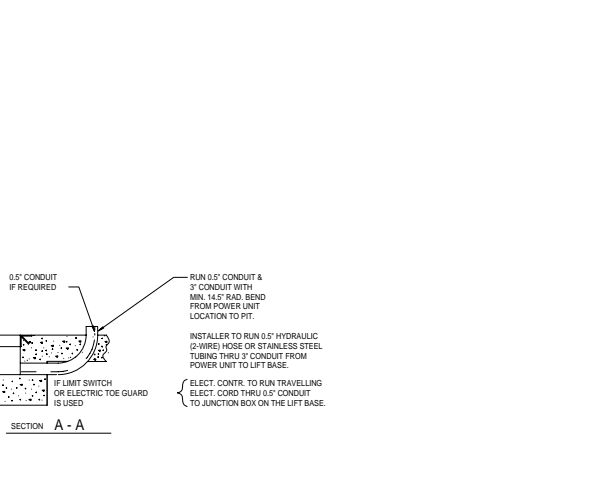 0.5" CONDUIT
IF REQUIRED
RUN 0.5" CONDUIT &
3" CONDUIT WITH
MIN. 14.5" RAD. BEND
FROM POWER UNIT
LOCATION TO PIT.
INSTALLER TO RUN 0.5" HYDRAULIC
(2-WIRE) HOSE OR STAINLESS STEEL
TUBING THRU 3" CONDUIT FROM
POWER UNIT TO LIFT BASE.
IF LIMIT SWITCH
OR ELECTRIC TOE GUARD
IS USED
ELECT. CONTR. TO RUN TRAVELLING
ELECT. CORD THRU 0.5" CONDUIT
TO JUNCTION BOX ON THE LIFT BASE.
SECTION A - A